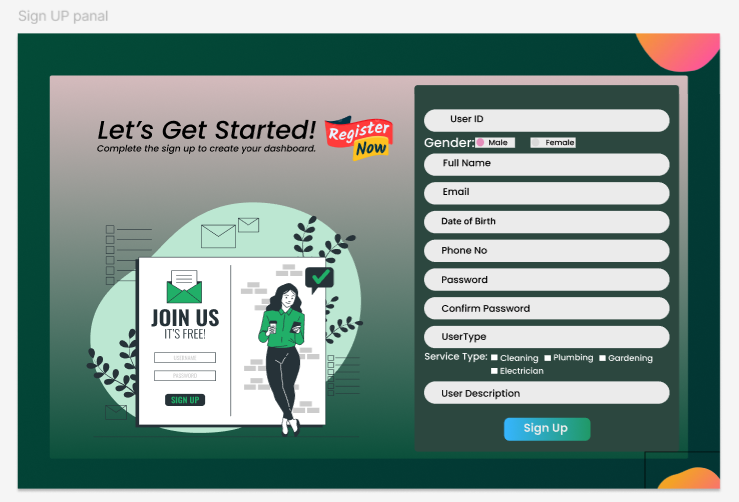 Sign UP panal
Let's Get Started!
Complete the sign up to create your dashboard.
Register
Now
JOIN US
IT'S FREE!
USERNAME
PASSWORD
SIGN UP
User ID
Gender: Male Female
Full Name
Email
Date of Birth
Phone No
Password
Confirm Password
UserType
Service Type: Cleaning Plumbing Gardening
Electrician
User Description
Sign Up